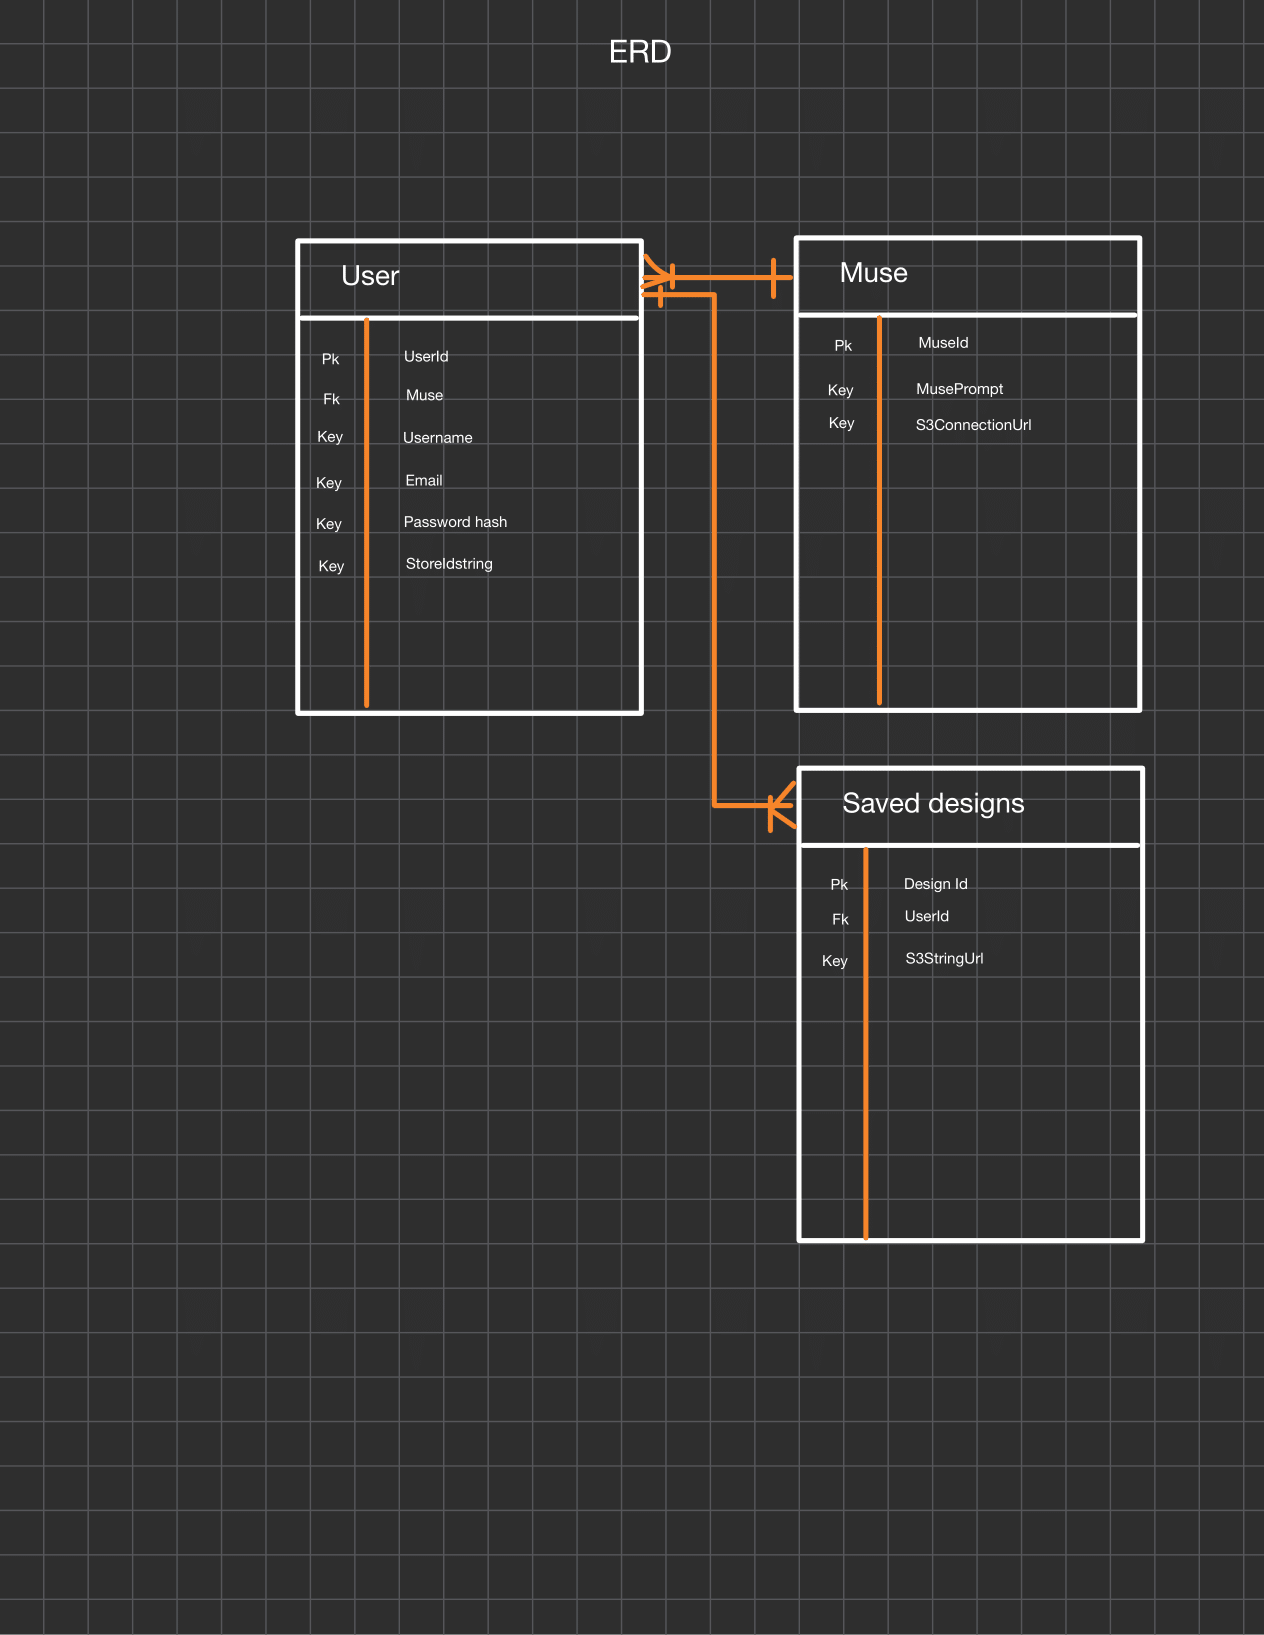 ERD
User
Pk UserId
Fk Muse
Key Username
Key Email
Key Password hash
Key StoreIdstring
Muse
Pk MuseId
Key MusePrompt
Key S3ConnectionUrl
Saved designs
Pk Design Id
Fk UserId
Key S3StringUrl